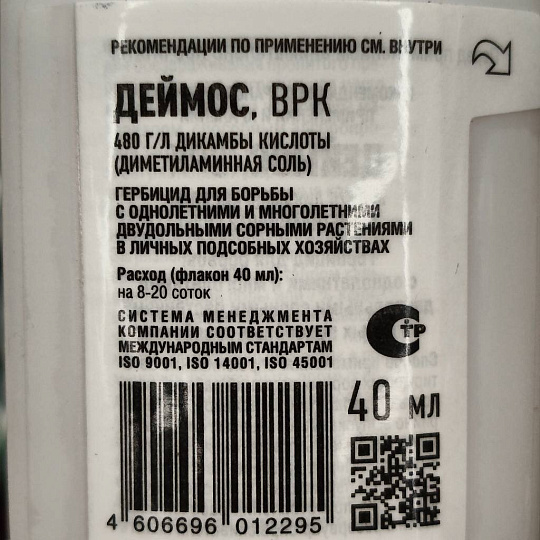 РЕКОМЕНДАЦИИ ПО ПРИМЕНЕНИЮ СМ. ВНУТРИ
ДЕЙМОС, ВРК
480 Г/Л ДИКАМБЫ КИСЛОТЫ
(ДИМЕТИЛАМИННАЯ СОЛЬ)
ГЕРБИЦИД ДЛЯ БОРЬБЫ
С ОДНОЛЕТНИМИ И МНОГОЛЕТНИМИ
ДВУДОЛЬНЫМИ СОРНЫМИ РАСТЕНИЯМИ
В ЛИЧНЫХ ПОДСОБНЫХ ХОЗЯЙСТВАХ
Расход (флакон 40 мл):
на 8-20 соток
СИСТЕМА МЕНЕДЖМЕНТА
КОМПАНИИ СООТВЕТСТВУЕТ
МЕЖДУНАРОДНЫМ СТАНДАРТАМ
ISO 9001, ISO 14001, ISO 45001
СТР
40 мл
4 606696 012295